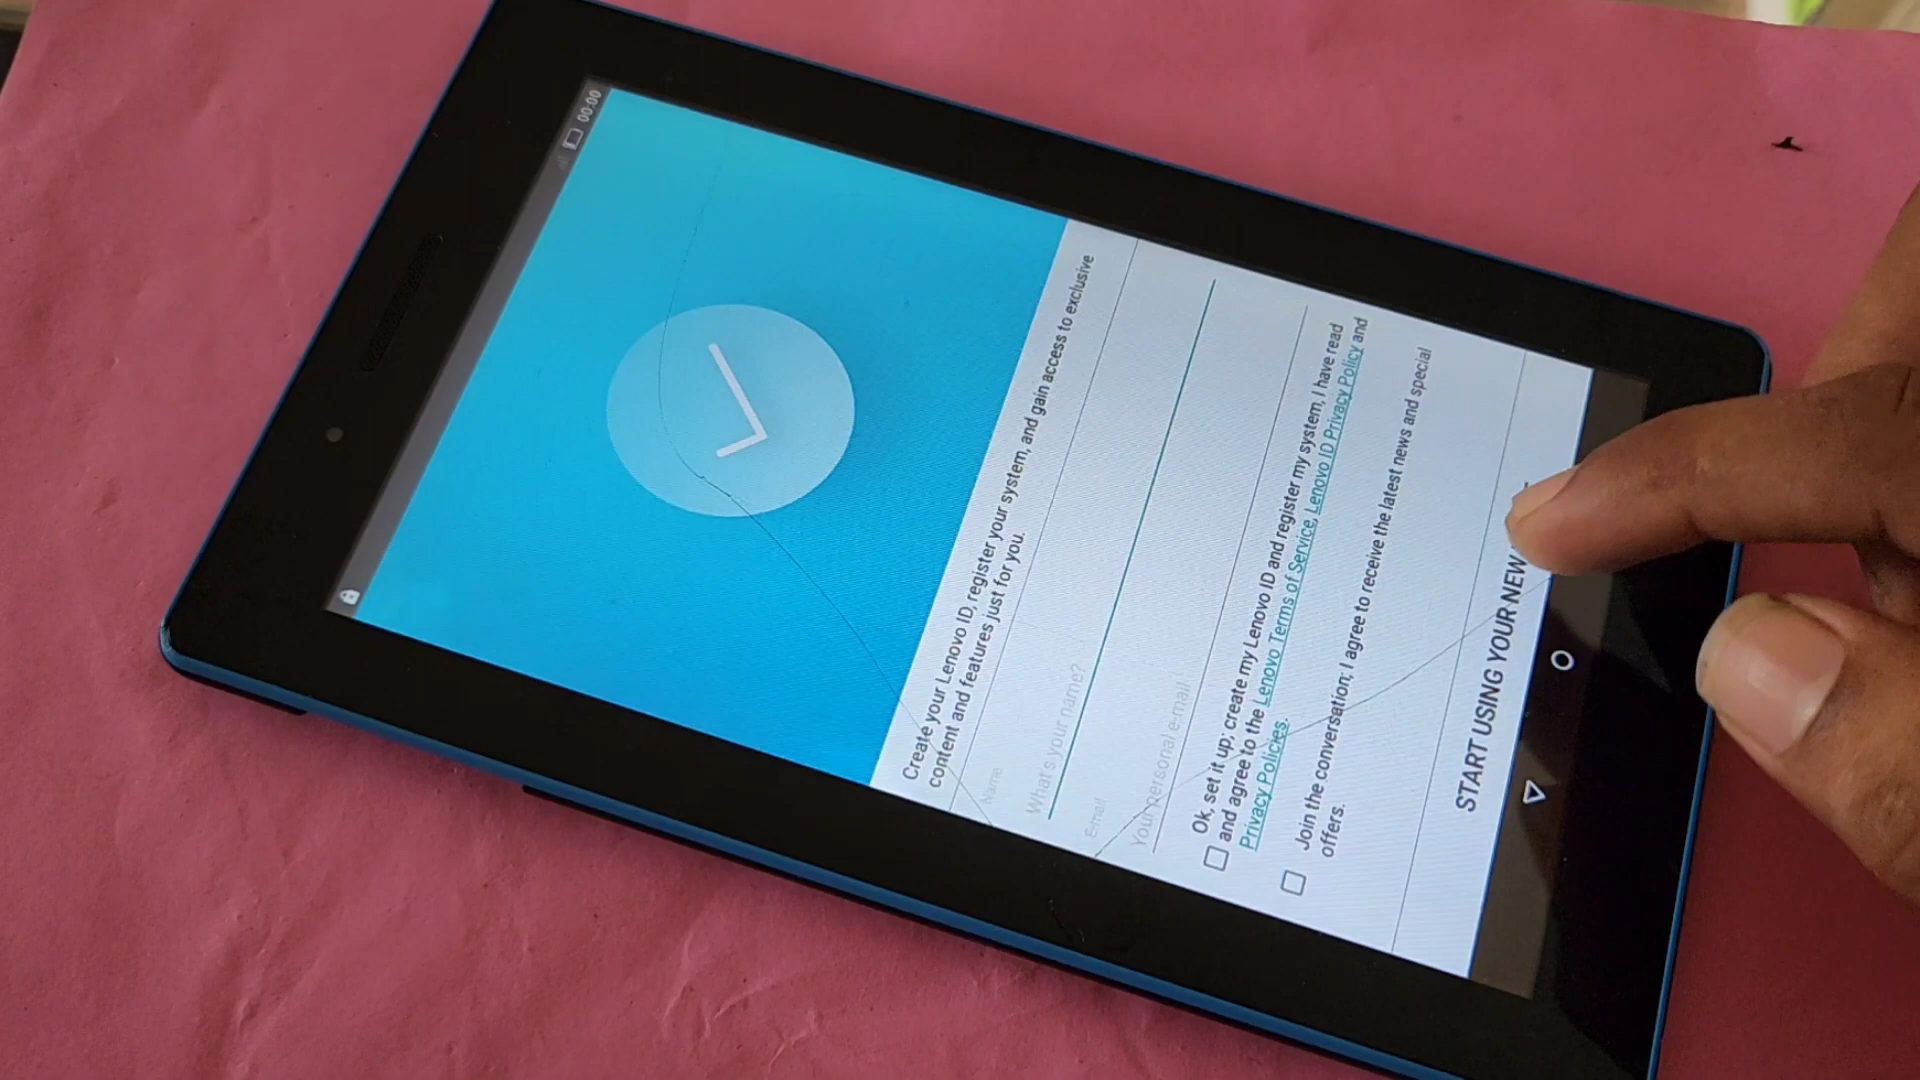 00:00
Create your Lenovo ID, register your system, and gain access to exclusive
content and features just for you.
Name
What's your name?
E-mail
Your personal e-mail
Ok, set it up; create my Lenovo ID and register my system, I have read
and agree to the Lenovo Terms of Service, Lenovo ID Privacy Policy and
Privacy Policies.
Join the conversation; I agree to receive the latest news and special
offers.
START USING YOUR NEW